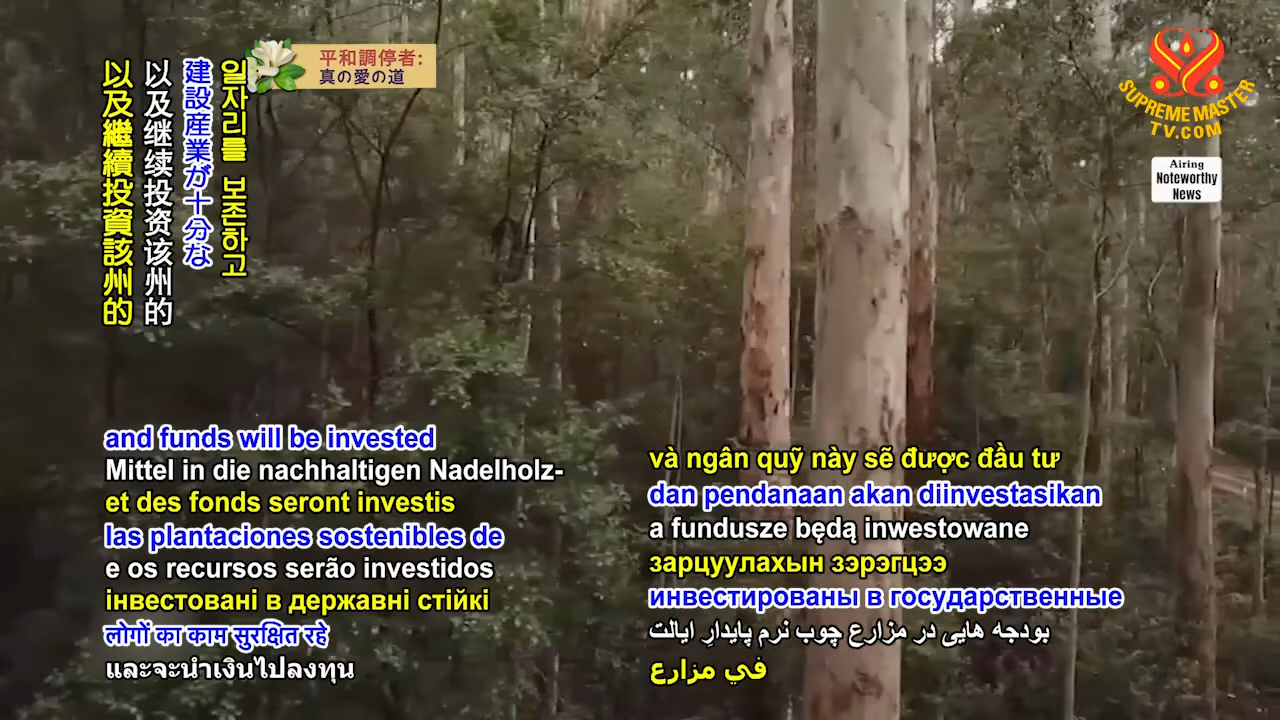 平和調停者:
真の愛の道
SUPREME MASTER
TV.COM
Airing
Noteworthy
News
일자리를 보존하고
建設産業が十分な
以及继续投资该州的
以及繼續投資該州的
and funds will be invested
Mittel in die nachhaltigen Nadelholz-
et des fonds seront investis
las plantaciones sostenibles de
e os recursos serão investidos
інвестовані в державні стійкі
लोगों का काम सुरक्षित रहे
และจะนำเงินไปลงทุน
và ngân quỹ này sẽ được đầu tư
dan pendanaan akan diinvestasikan
a fundusze będą inwestowane
зарцуулахын зэрэгцээ
инвестированы в государственные
بودجه هایی در مزارع چوب نرم پایدارِ ایالت
في مزارع